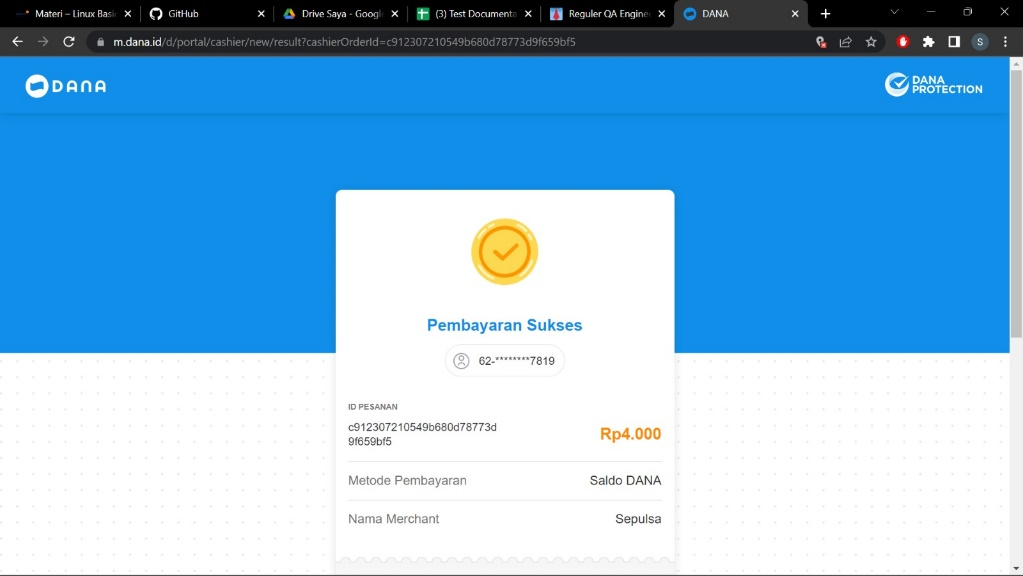 Materi – Linux Basic
GitHub
Drive Saya - Google
(3) Test Documenta
Reguler QA Engine
DANA
m.dana.id/d/portal/cashier/new/result?cashierOrderId=c912307210549b680d78773d9f659bf5
S
DANA
DANA
PROTECTION
Pembayaran Sukses
62-********7819
ID PESANAN
c912307210549b680d78773d
9f659bf5
Rp4.000
Metode Pembayaran
Saldo DANA
Nama Merchant
Sepulsa